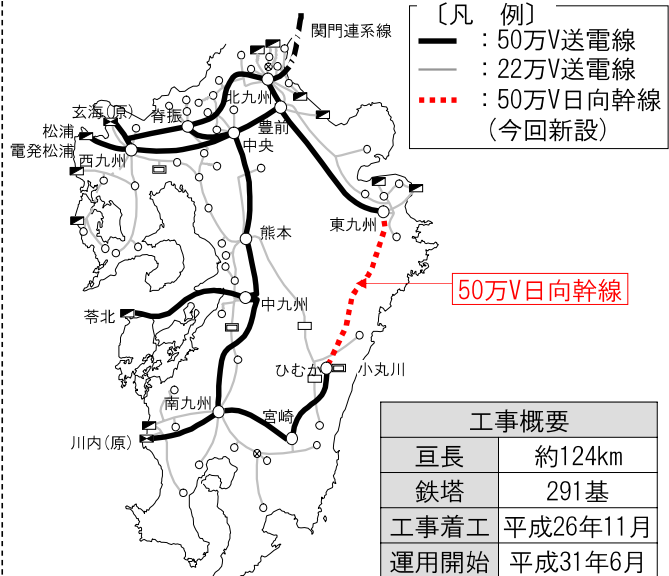 関門連系線
〔凡 例〕
：50万V送電線
：22万V送電線
：50万V日向幹線
(今回新設)
北九州
玄海(原)
脊振
豊前
松浦
中央
電発松浦
西九州
東九州
熊本
50万V日向幹線
中九州
苓北
ひむか
小丸川
南九州
宮崎
川内(原)
工事概要
亘長 約124km
鉄塔 291基
工事着工 平成26年11月
運用開始 平成31年6月